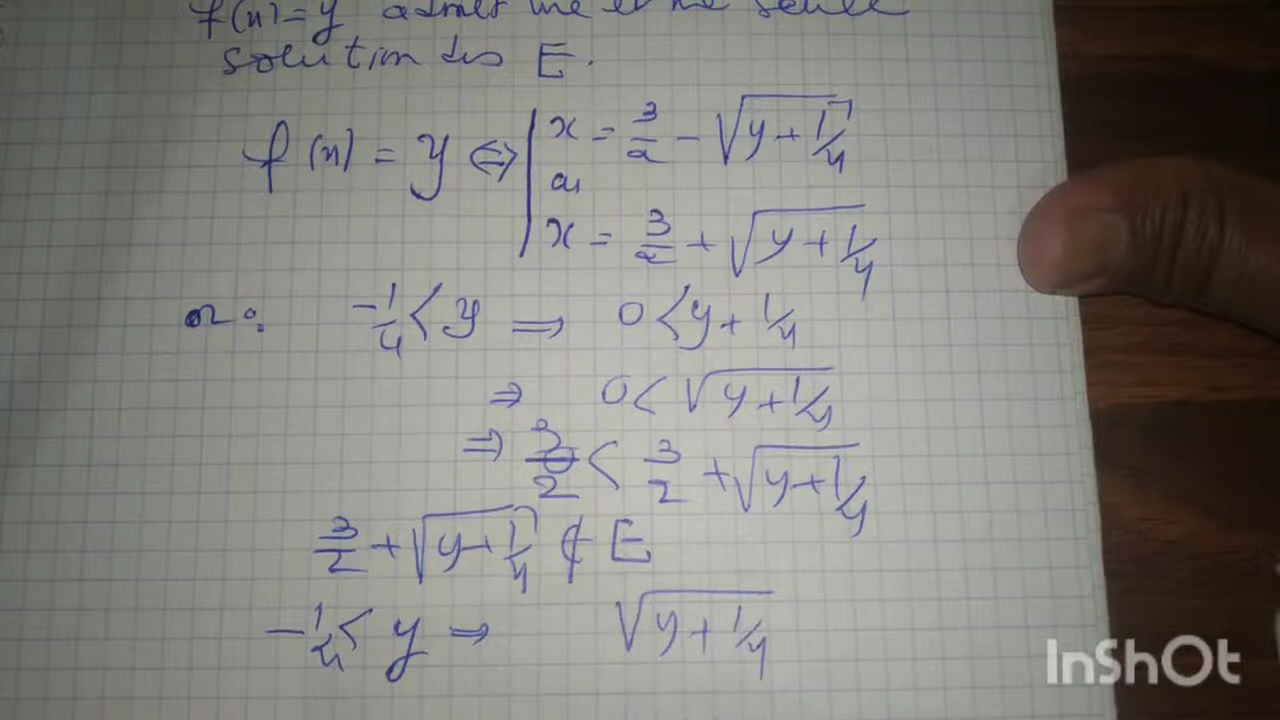 f(x)=y admet une et une seule
solution ds E.
f(x) = y ⇔ | x = 3/2 − √(y + 1/4)
ou
x = 3/2 + √(y + 1/4)
or : −1/4 < y ⇒ 0 < y + 1/4
⇒ 0 < √(y + 1/4)
⇒ 3/2 < 3/2 + √(y + 1/4)
3/2 + √(y + 1/4) ∉ E
−1/4 < y ⇒ √(y + 1/4)
InShOt